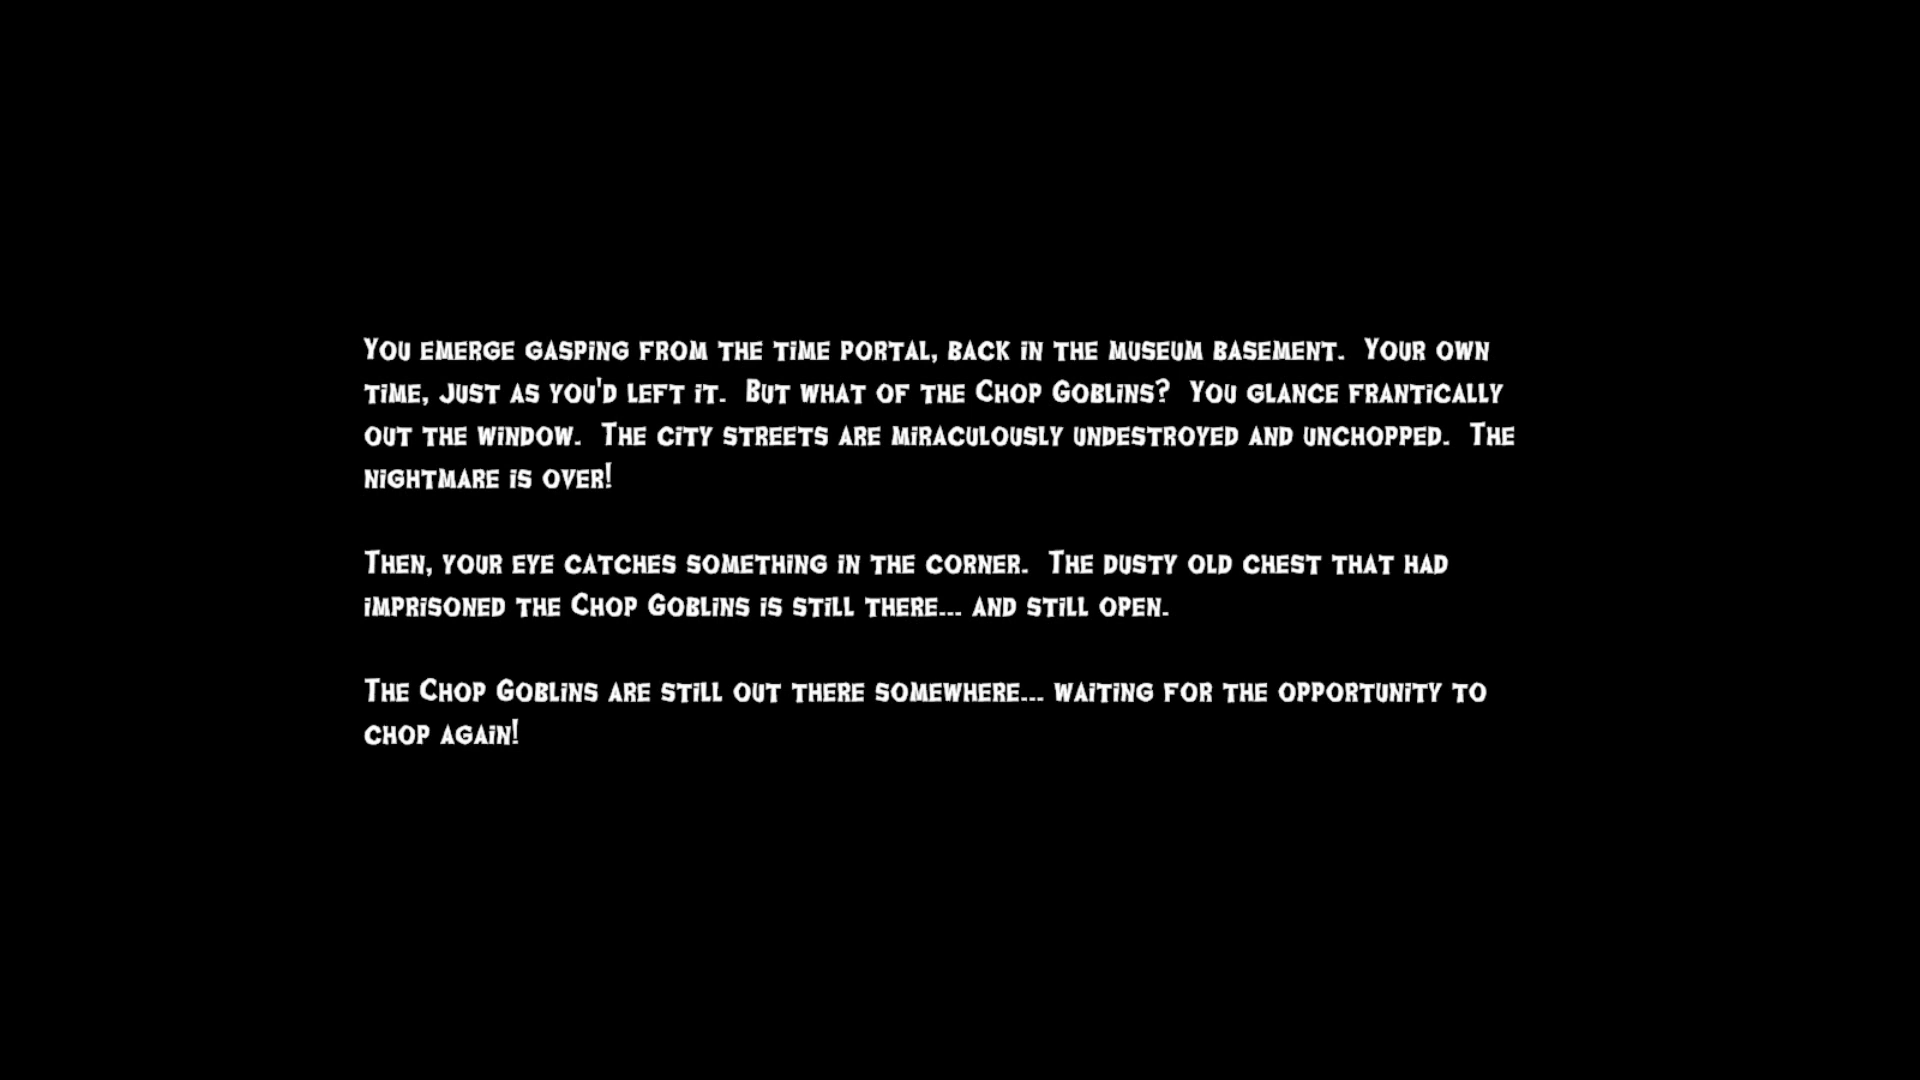 You emerge gasping from the time portal, back in the museum basement.  Your own
time, just as you'd left it.  But what of the Chop Goblins?  You glance frantically
out the window.  The city streets are miraculously undestroyed and unchopped.  The
nightmare is over!
Then, your eye catches something in the corner.  The dusty old chest that had
imprisoned the Chop Goblins is still there... and still open.
The Chop Goblins are still out there somewhere... waiting for the opportunity to
chop again!